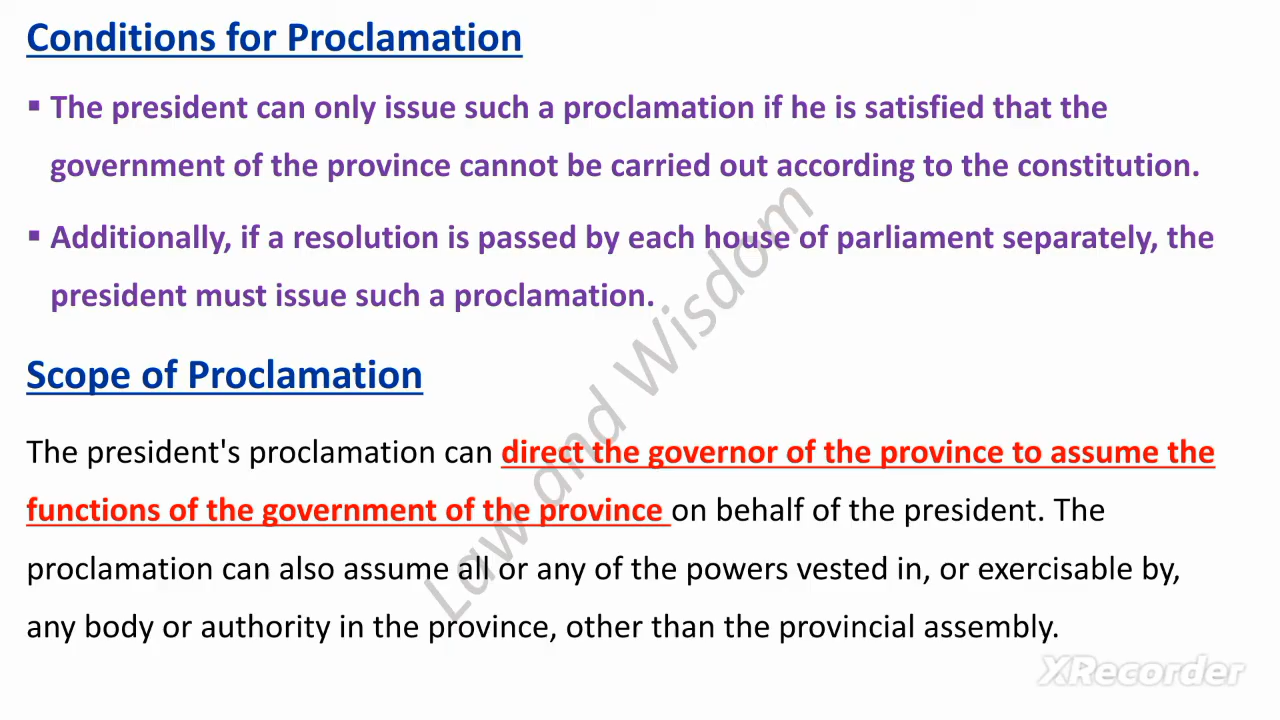 Conditions for Proclamation
▪ The president can only issue such a proclamation if he is satisfied that the
government of the province cannot be carried out according to the constitution.
▪ Additionally, if a resolution is passed by each house of parliament separately, the
president must issue such a proclamation.
Scope of Proclamation
The president's proclamation can direct the governor of the province to assume the
functions of the government of the province on behalf of the president. The
proclamation can also assume all or any of the powers vested in, or exercisable by,
any body or authority in the province, other than the provincial assembly.
Law and Wisdom
XRecorder